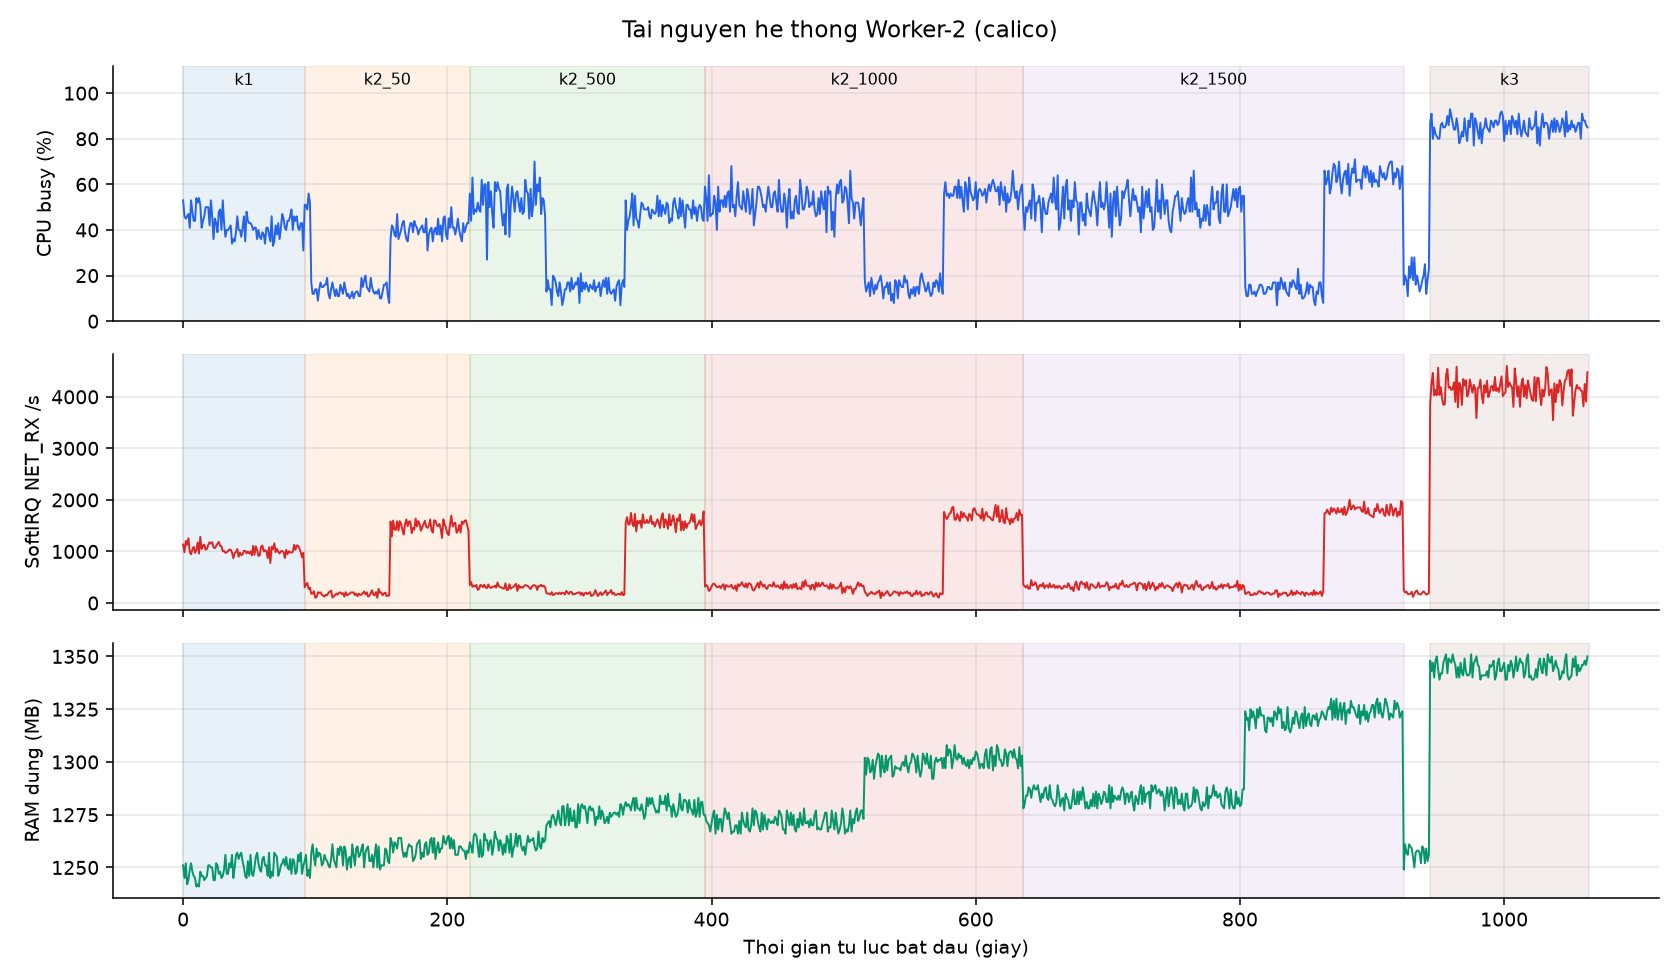 Tai nguyen he thong Worker-2 (calico)
k1 k2_50 k2_500 k2_1000 k2_1500 k3
CPU busy (%)
100
80
60
40
20
0
SoftIRQ NET_RX /s
4000
3000
2000
1000
0
RAM dung (MB)
1350
1325
1300
1275
1250
0 200 400 600 800 1000
Thoi gian tu luc bat dau (giay)